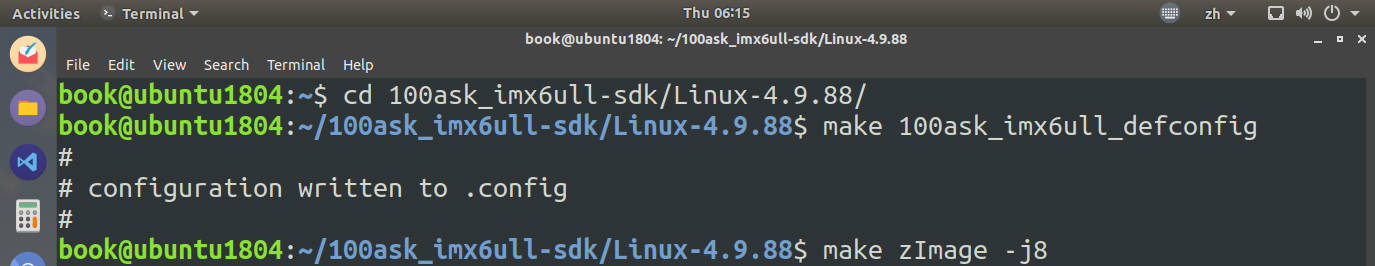 Activities Terminal Thu 06:15 zh
book@ubuntu1804: ~/100ask_imx6ull-sdk/Linux-4.9.88
File Edit View Search Terminal Help
book@ubuntu1804:~$ cd 100ask_imx6ull-sdk/Linux-4.9.88/
book@ubuntu1804:~/100ask_imx6ull-sdk/Linux-4.9.88$ make 100ask_imx6ull_defconfig
#
# configuration written to .config
#
book@ubuntu1804:~/100ask_imx6ull-sdk/Linux-4.9.88$ make zImage -j8